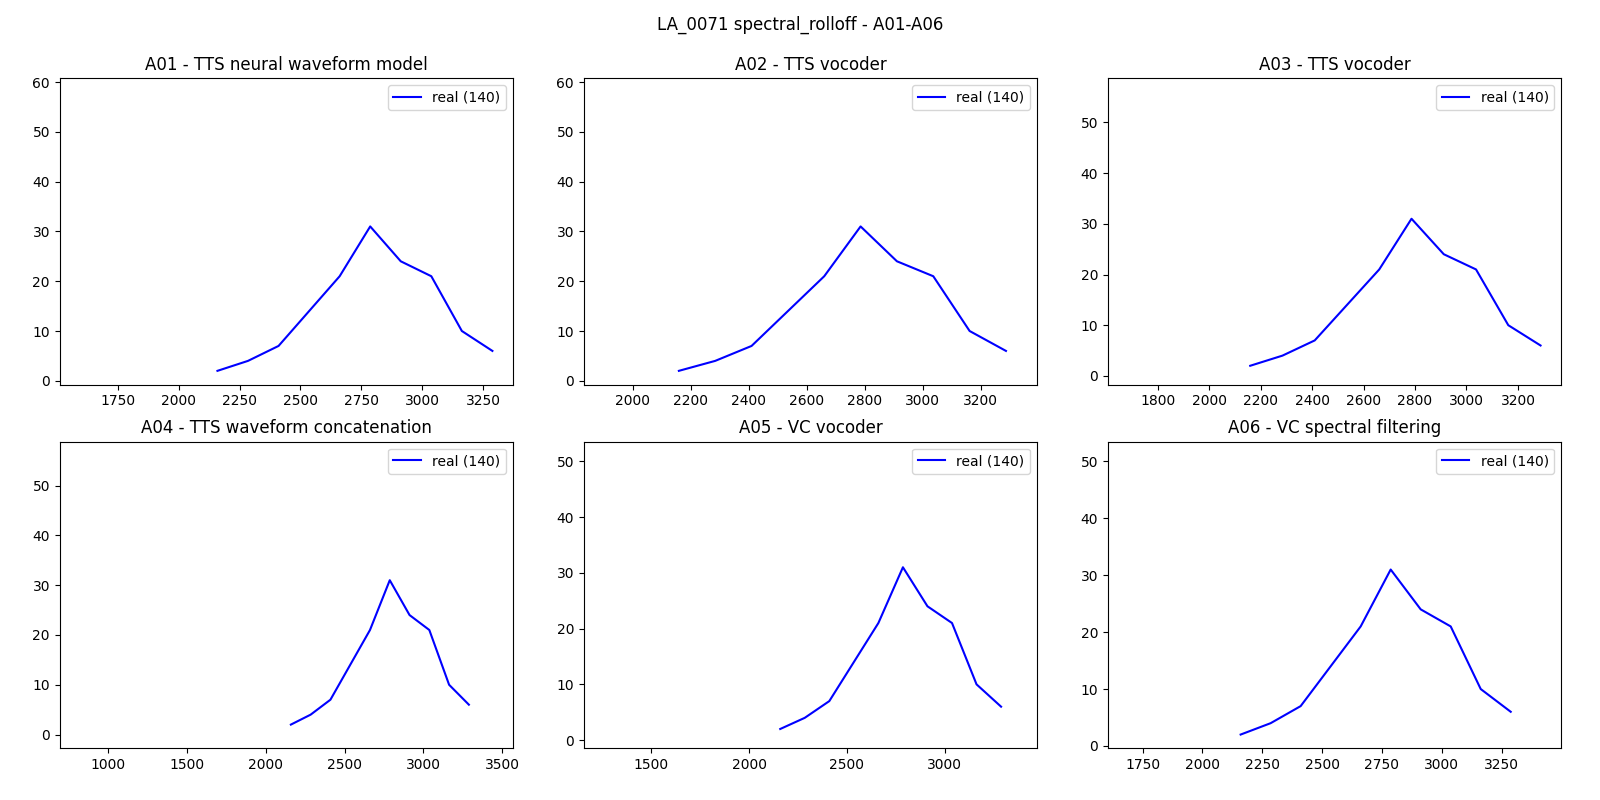 LA_0071 spectral_rolloff - A01-A06
A01 - TTS neural waveform model
real (140)
60
50
40
30
20
10
0
1750 2000 2250 2500 2750 3000 3250
A02 - TTS vocoder
real (140)
60
50
40
30
20
10
0
2000 2200 2400 2600 2800 3000 3200
A03 - TTS vocoder
real (140)
50
40
30
20
10
0
1800 2000 2200 2400 2600 2800 3000 3200
A04 - TTS waveform concatenation
real (140)
50
40
30
20
10
0
1000 1500 2000 2500 3000 3500
A05 - VC vocoder
real (140)
50
40
30
20
10
0
1500 2000 2500 3000
A06 - VC spectral filtering
real (140)
50
40
30
20
10
0
1750 2000 2250 2500 2750 3000 3250